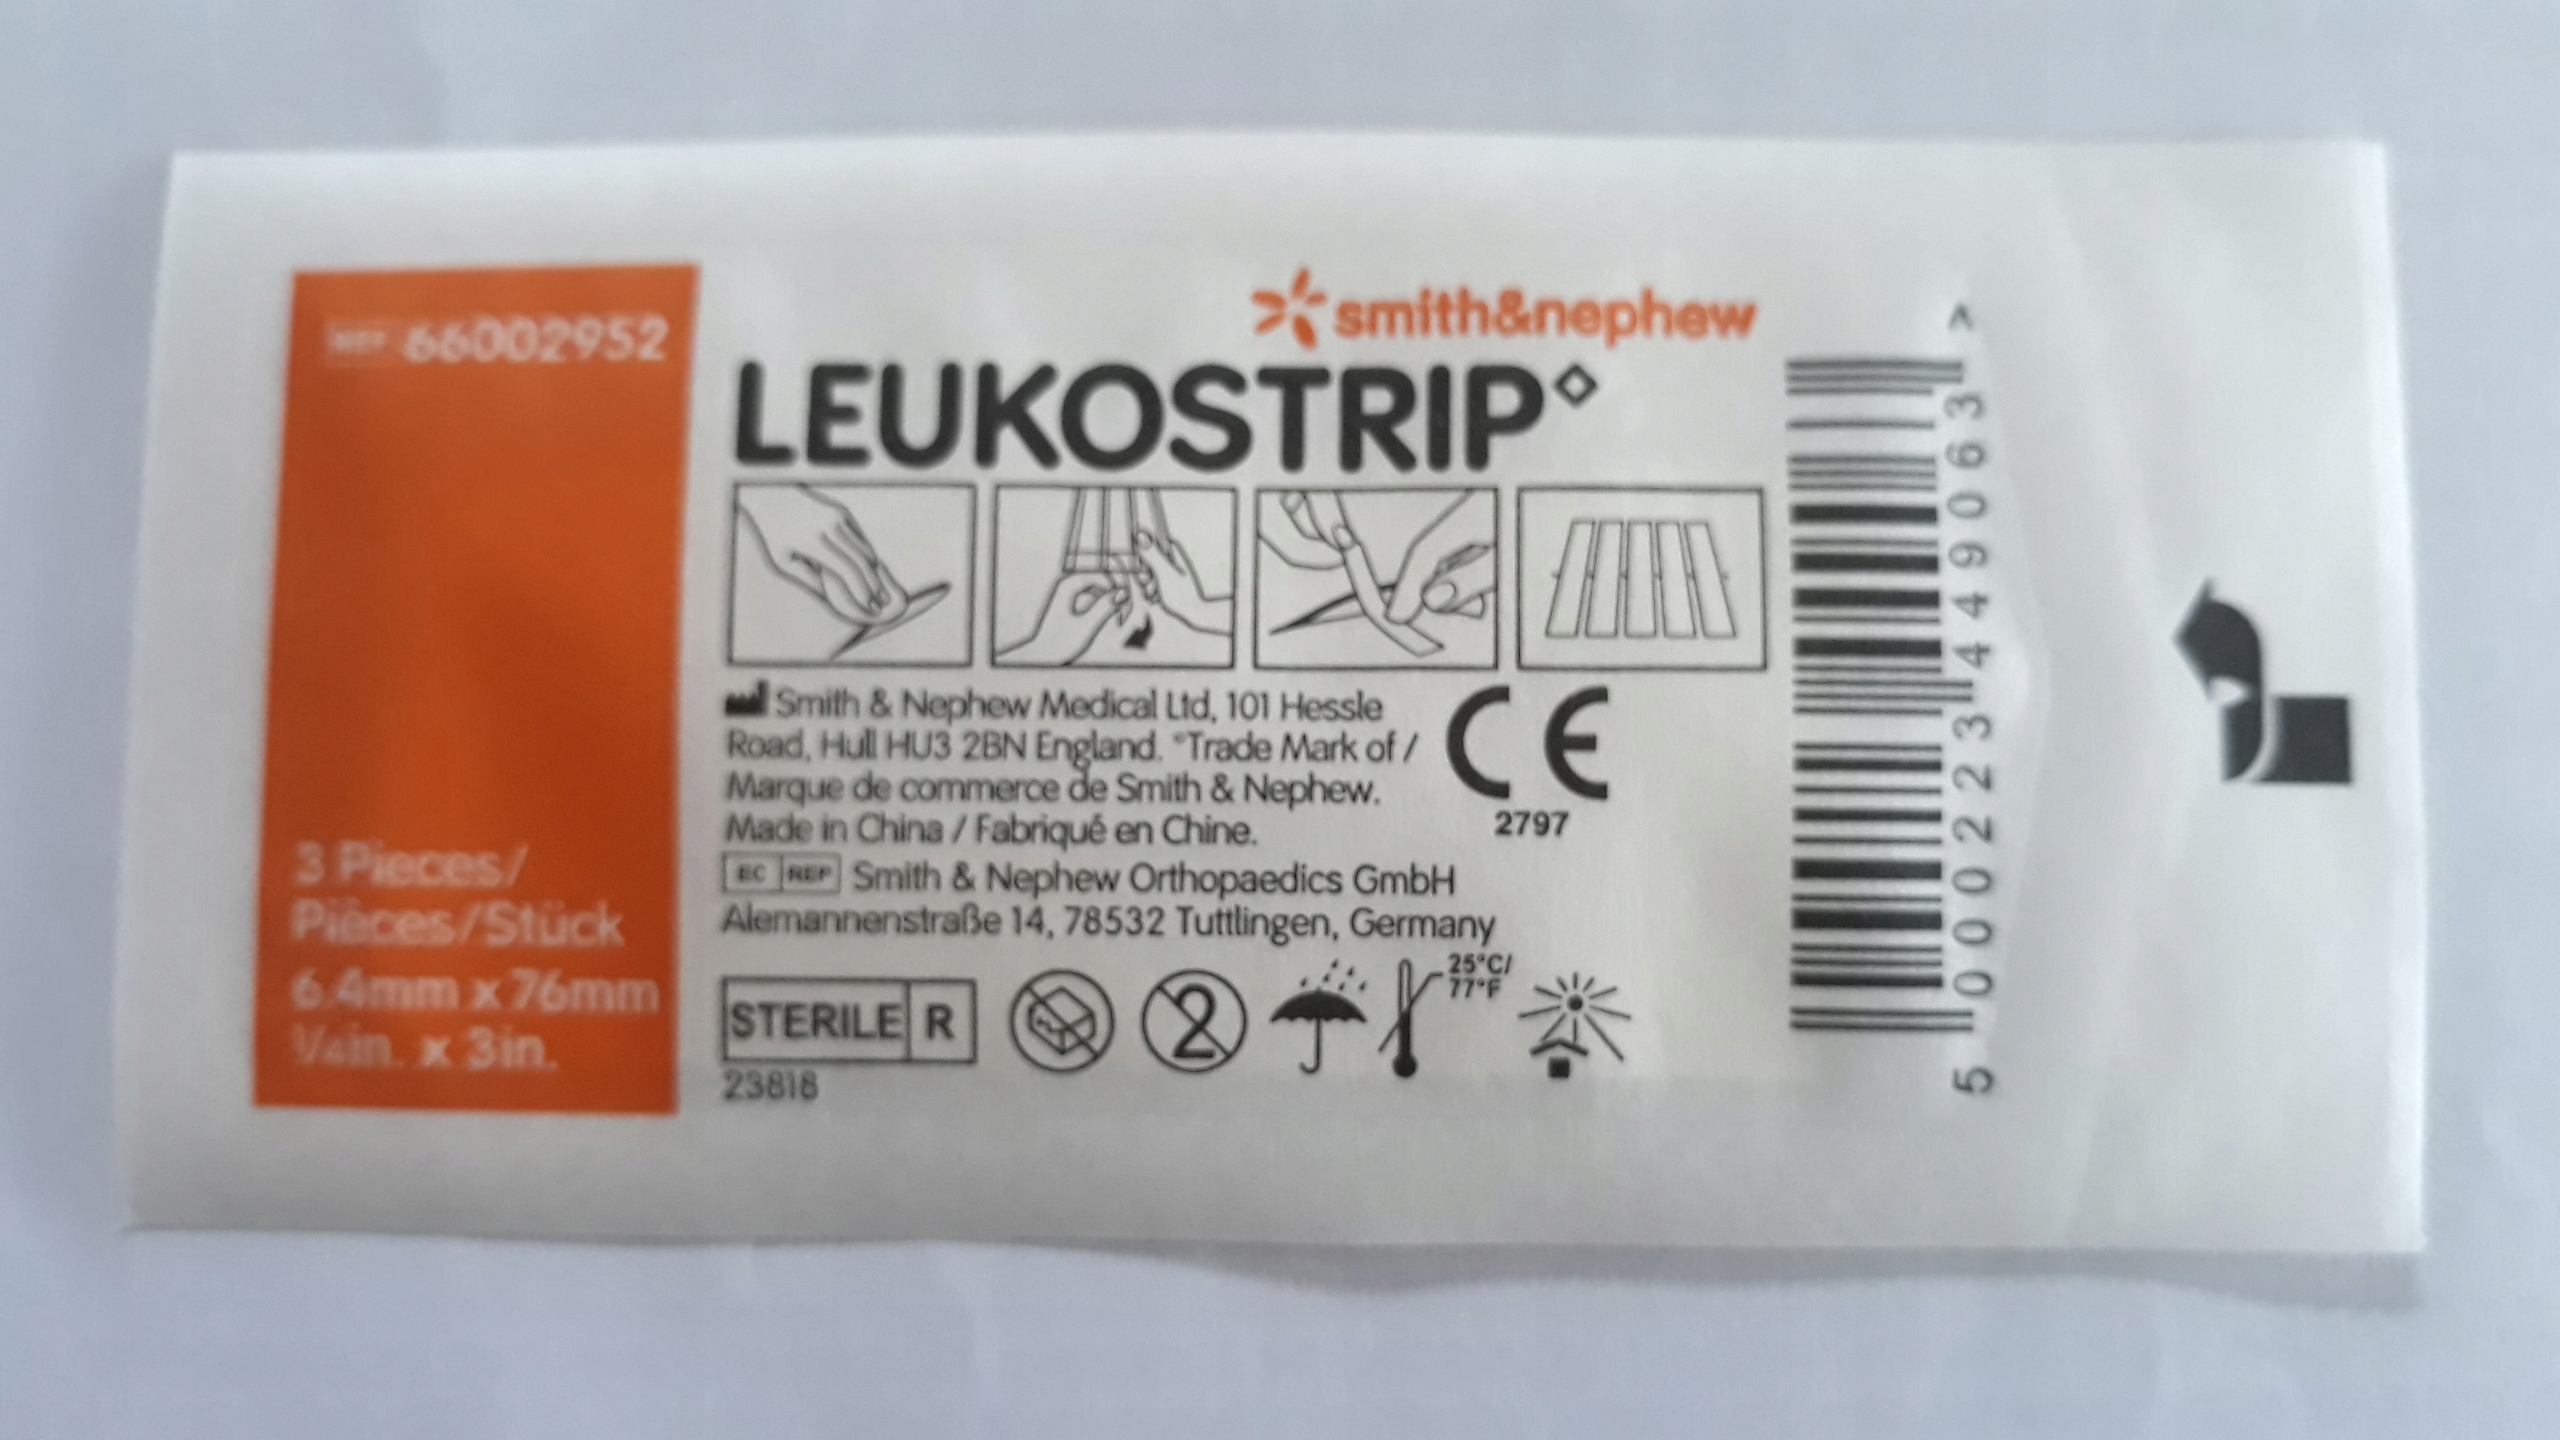 REF 66002952
3 Pieces/
Pièces/Stück
6.4mm x 76mm
¼in. x 3in.
smith&nephew
LEUKOSTRIP◊
Smith & Nephew Medical Ltd, 101 Hessle
Road, Hull HU3 2BN England. ◊Trade Mark of /
Marque de commerce de Smith & Nephew.
Made in China / Fabriqué en Chine.
CE
2797
EC REP Smith & Nephew Orthopaedics GmbH
Alemannenstraße 14, 78532 Tuttlingen, Germany
STERILE R
2
25°C/
77°F
23818
5 000223 449063 >